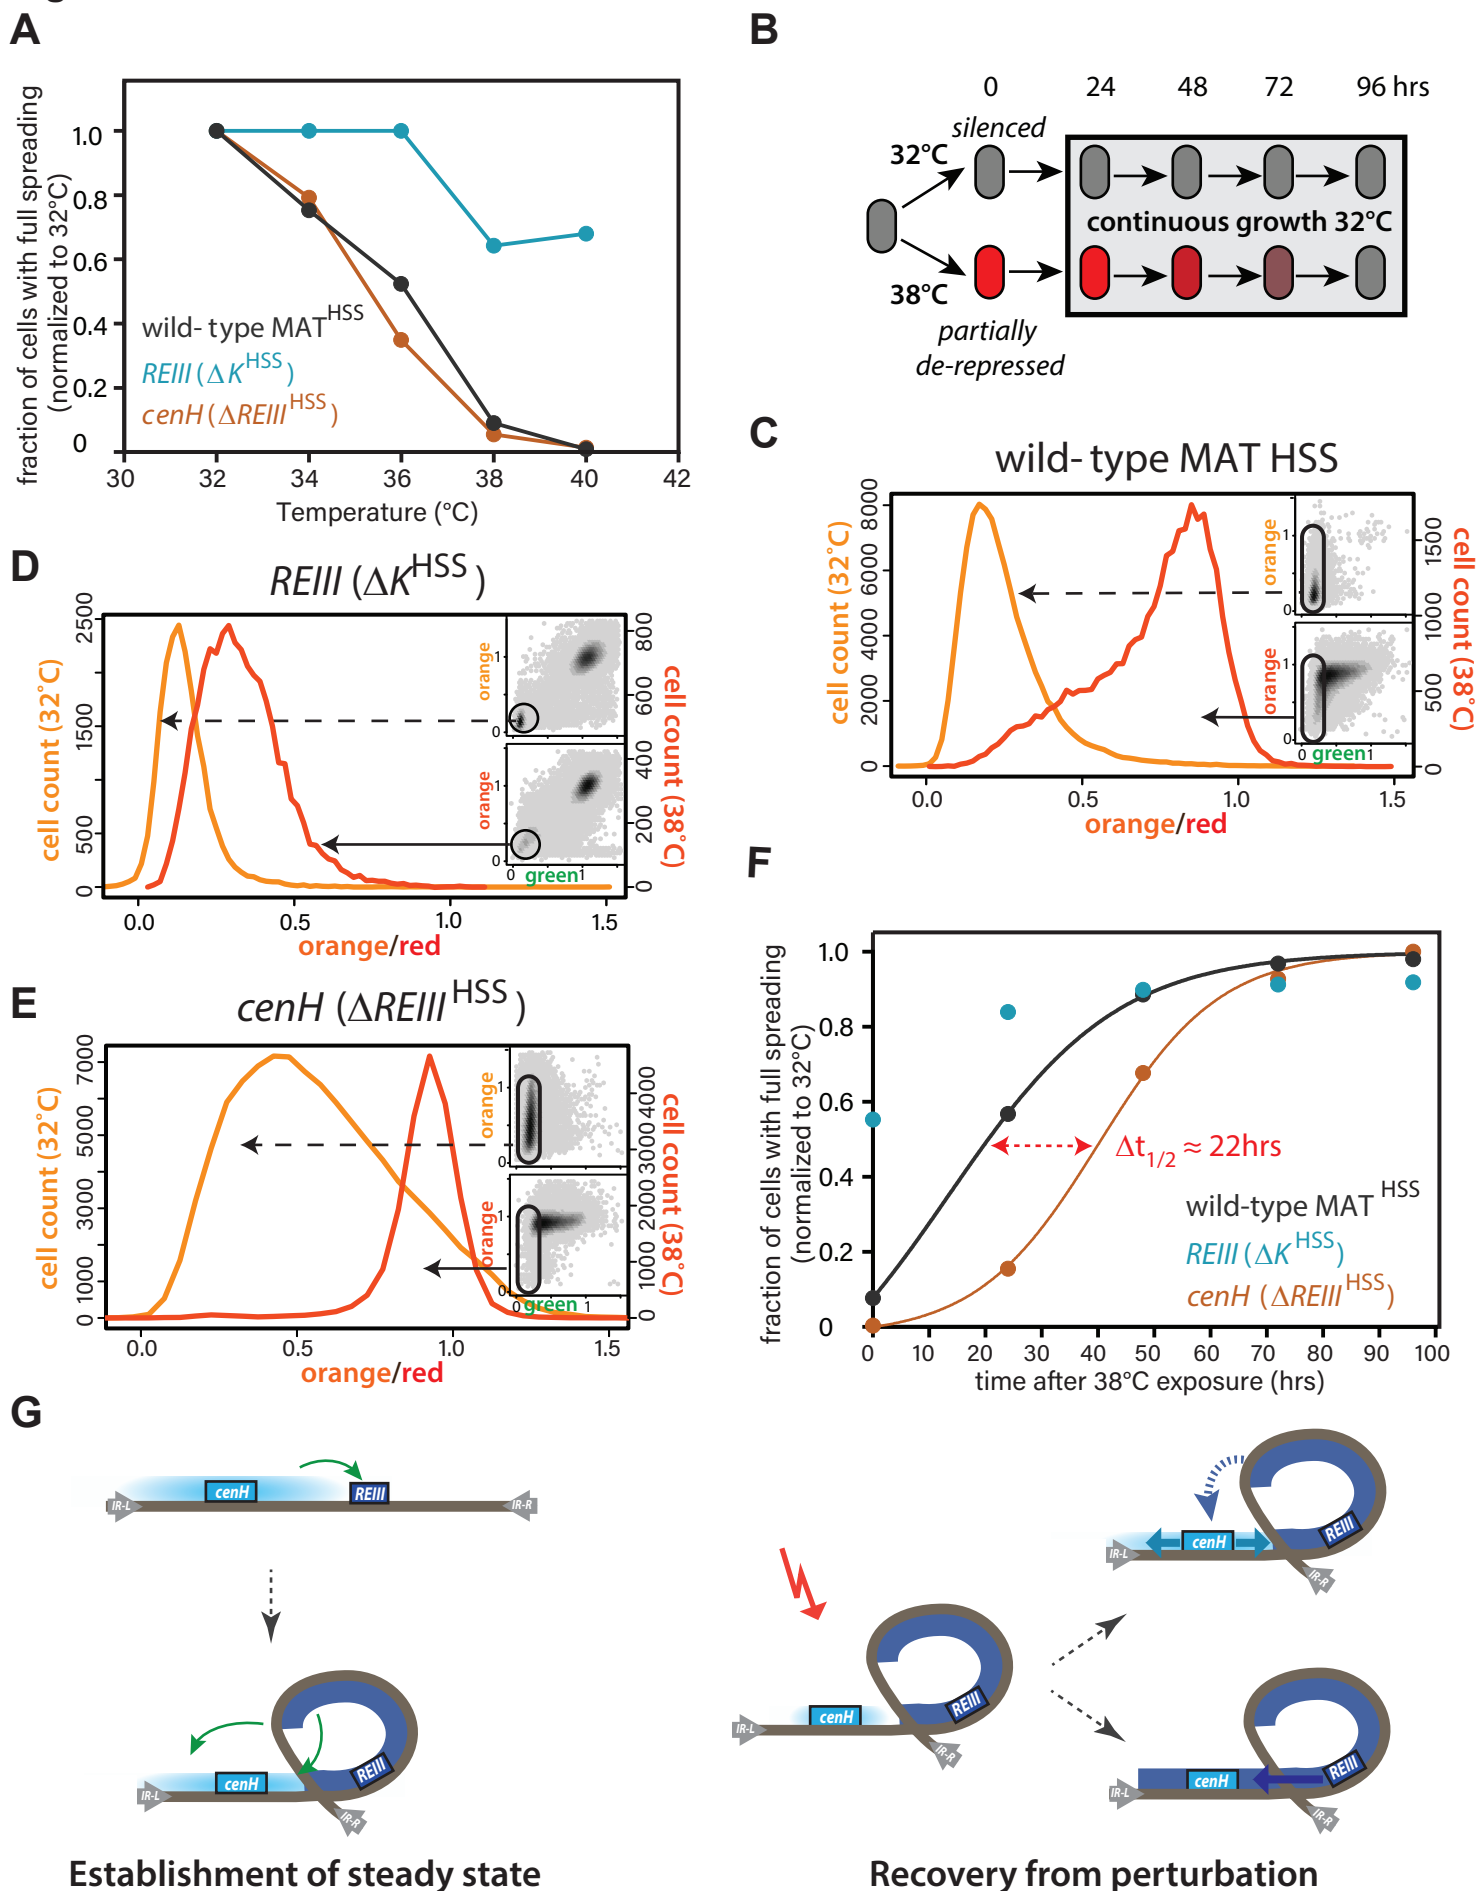 A
fraction of cells with full spreading
(normalized to 32°C)
1.0
0.8
0.6
0.4
0.2
0
wild- type MAT HSS
REIII (ΔK HSS)
cenH (ΔREIII HSS)
30 32 34 36 38 40 42
Temperature (°C)
B
0 24 48 72 96 hrs
silenced
32°C
continuous growth 32°C
38°C
partially
de-repressed
C
wild- type MAT HSS
cell count (32°C)
8000
6000
4000
2000
0
orange
1
0
orange
1
0
0 green 1
1500
1000
500
0
cell count (38°C)
0.0 0.5 1.0 1.5
orange/red
D
REIII (ΔK HSS)
cell count (32°C)
2500
1500
500
0
orange
1
0
orange
1
0
0 green 1
800
600
400
200
0
cell count (38°C)
0.0 0.5 1.0 1.5
orange/red
E
cenH (ΔREIII HSS)
cell count (32°C)
7000
5000
3000
1000
0
orange
1
0
orange
1
0
0 green 1
4000
3000
2000
1000
0
cell count (38°C)
0.0 0.5 1.0 1.5
orange/red
F
fraction of cells with full spreading
(normalized to 32°C)
1.0
0.8
0.6
0.4
0.2
0
Δt1/2 ≈ 22hrs
wild-type MAT HSS
REIII (ΔK HSS)
cenH (ΔREIII HSS)
0 10 20 30 40 50 60 70 80 90 100
time after 38°C exposure (hrs)
G
IR-L cenH REIII IR-R
IR-L cenH REIII IR-R
Establishment of steady state
IR-L cenH REIII IR-R
IR-L cenH REIII IR-R
IR-L cenH REIII IR-R
Recovery from perturbation